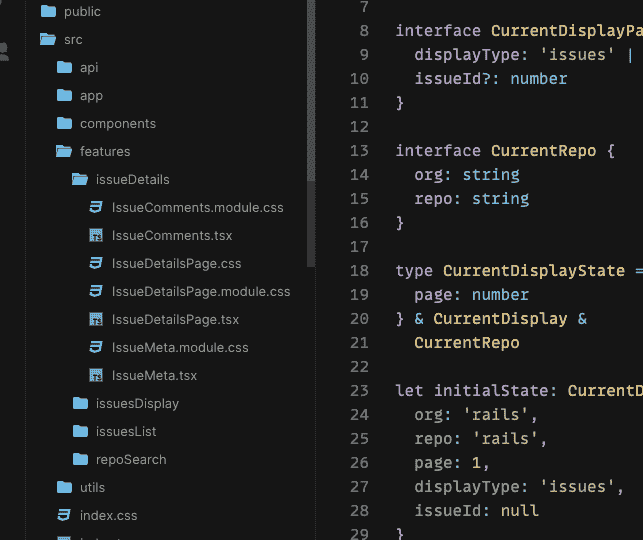 public
src
api
app
components
features
issueDetails
IssueComments.module.css
IssueComments.tsx
IssueDetailsPage.css
IssueDetailsPage.module.css
IssueDetailsPage.tsx
IssueMeta.module.css
IssueMeta.tsx
issuesDisplay
issuesList
repoSearch
utils
index.css
7
8 interface CurrentDisplayPa
9 displayType: 'issues' |
10 issueId?: number
11 }
12
13 interface CurrentRepo {
14 org: string
15 repo: string
16 }
17
18 type CurrentDisplayState =
19 page: number
20 } & CurrentDisplay &
21 CurrentRepo
22
23 let initialState: CurrentD
24 org: 'rails',
25 repo: 'rails',
26 page: 1,
27 displayType: 'issues',
28 issueId: null
29 }